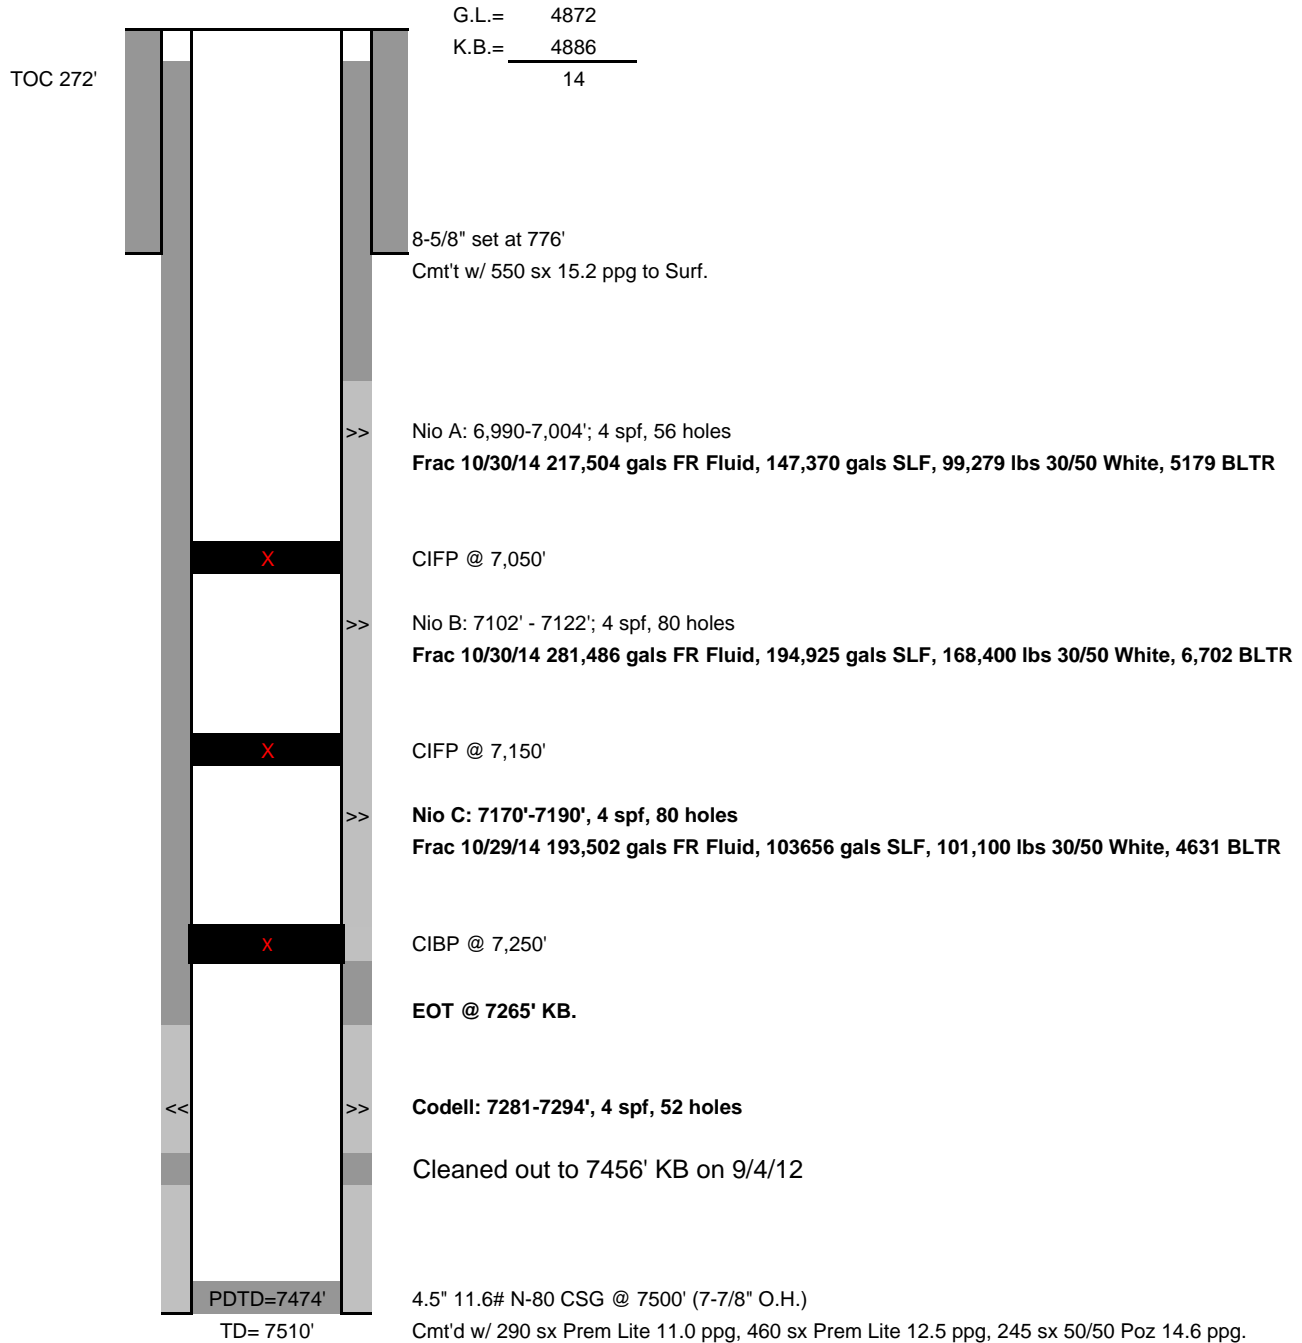 G.L.= 4872
K.B.= 4886
TOC 272' 14
8-5/8" set at 776'
Cmt't w/ 550 sx 15.2 ppg to Surf.
>> Nio A: 6,990-7,004'; 4 spf, 56 holes
Frac 10/30/14 217,504 gals FR Fluid, 147,370 gals SLF, 99,279 lbs 30/50 White, 5179 BLTR
X CIFP @ 7,050'
>> Nio B: 7102' - 7122'; 4 spf, 80 holes
Frac 10/30/14 281,486 gals FR Fluid, 194,925 gals SLF, 168,400 lbs 30/50 White, 6,702 BLTR
X CIFP @ 7,150'
>> Nio C: 7170'-7190', 4 spf, 80 holes
Frac 10/29/14 193,502 gals FR Fluid, 103656 gals SLF, 101,100 lbs 30/50 White, 4631 BLTR
X CIBP @ 7,250'
EOT @ 7265' KB.
<< >> Codell: 7281-7294', 4 spf, 52 holes
Cleaned out to 7456' KB on 9/4/12
PDTD=7474' 4.5" 11.6# N-80 CSG @ 7500' (7-7/8" O.H.)
TD= 7510' Cmt'd w/ 290 sx Prem Lite 11.0 ppg, 460 sx Prem Lite 12.5 ppg, 245 sx 50/50 Poz 14.6 ppg.